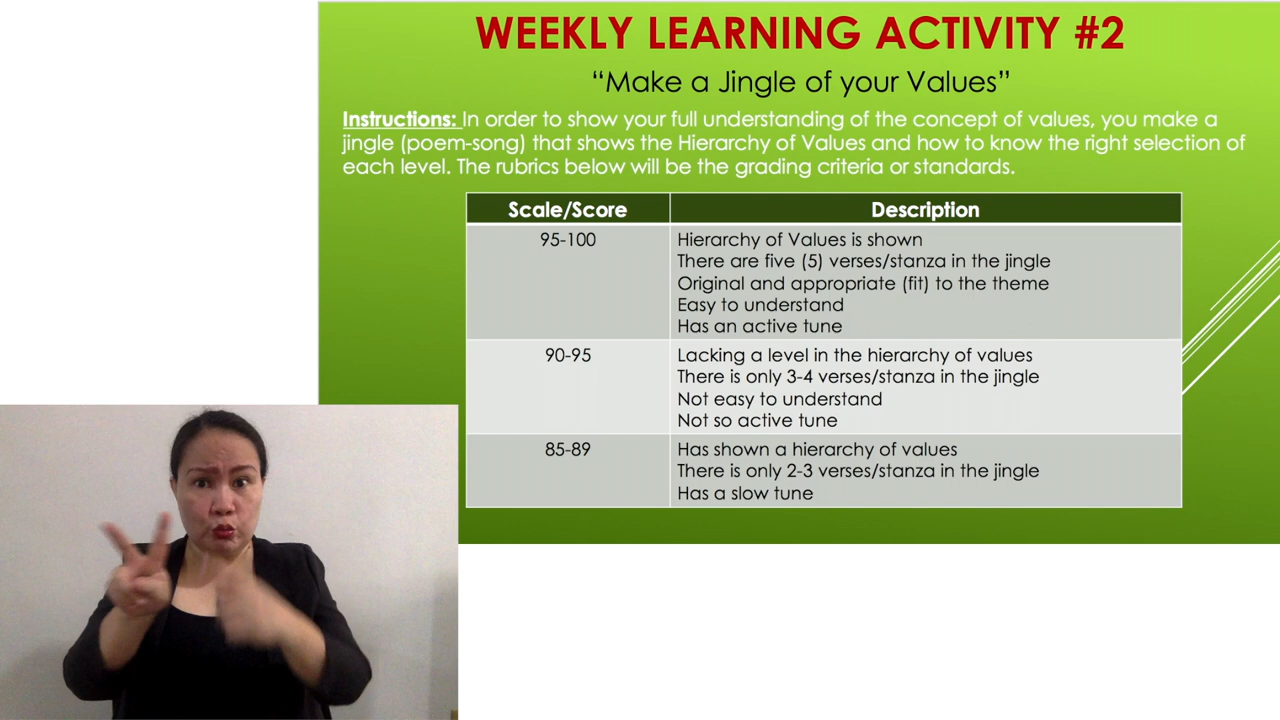 WEEKLY LEARNING ACTIVITY #2
“Make a Jingle of your Values”
Instructions: In order to show your full understanding of the concept of values, you make a
jingle (poem-song) that shows the Hierarchy of Values and how to know the right selection of
each level. The rubrics below will be the grading criteria or standards.
Scale/Score Description
95-100 Hierarchy of Values is shown
There are five (5) verses/stanza in the jingle
Original and appropriate (fit) to the theme
Easy to understand
Has an active tune
90-95 Lacking a level in the hierarchy of values
There is only 3-4 verses/stanza in the jingle
Not easy to understand
Not so active tune
85-89 Has shown a hierarchy of values
There is only 2-3 verses/stanza in the jingle
Has a slow tune